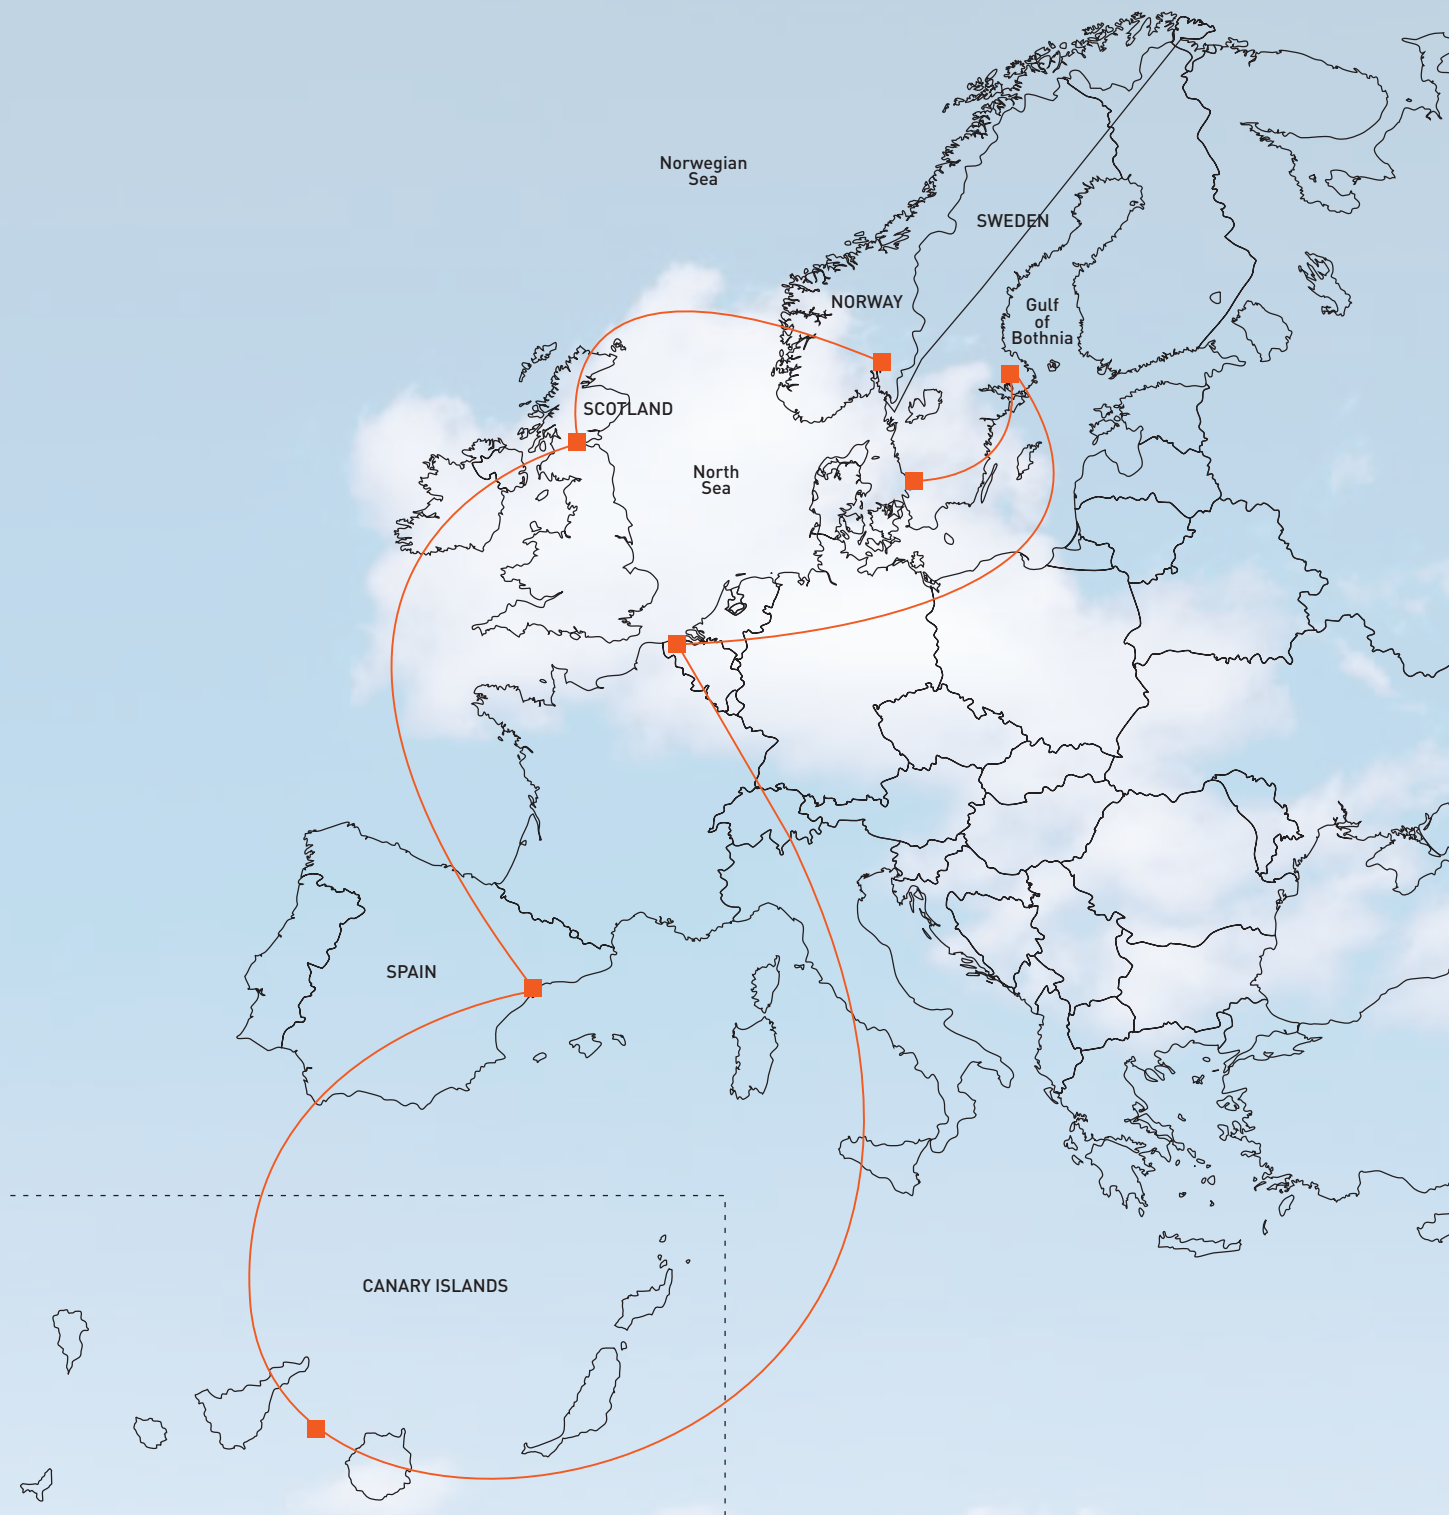 Norwegian
Sea
SWEDEN
NORWAY
Gulf
of
Bothnia
SCOTLAND
North
Sea
SPAIN
CANARY ISLANDS